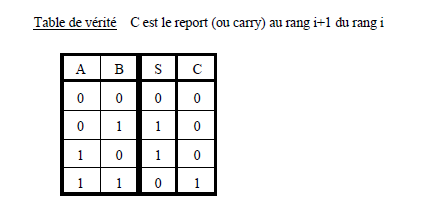 Table de vérité C est le report (ou carry) au rang i+1 du rang i
A B S C
0 0 0 0
0 1 1 0
1 0 1 0
1 1 0 1